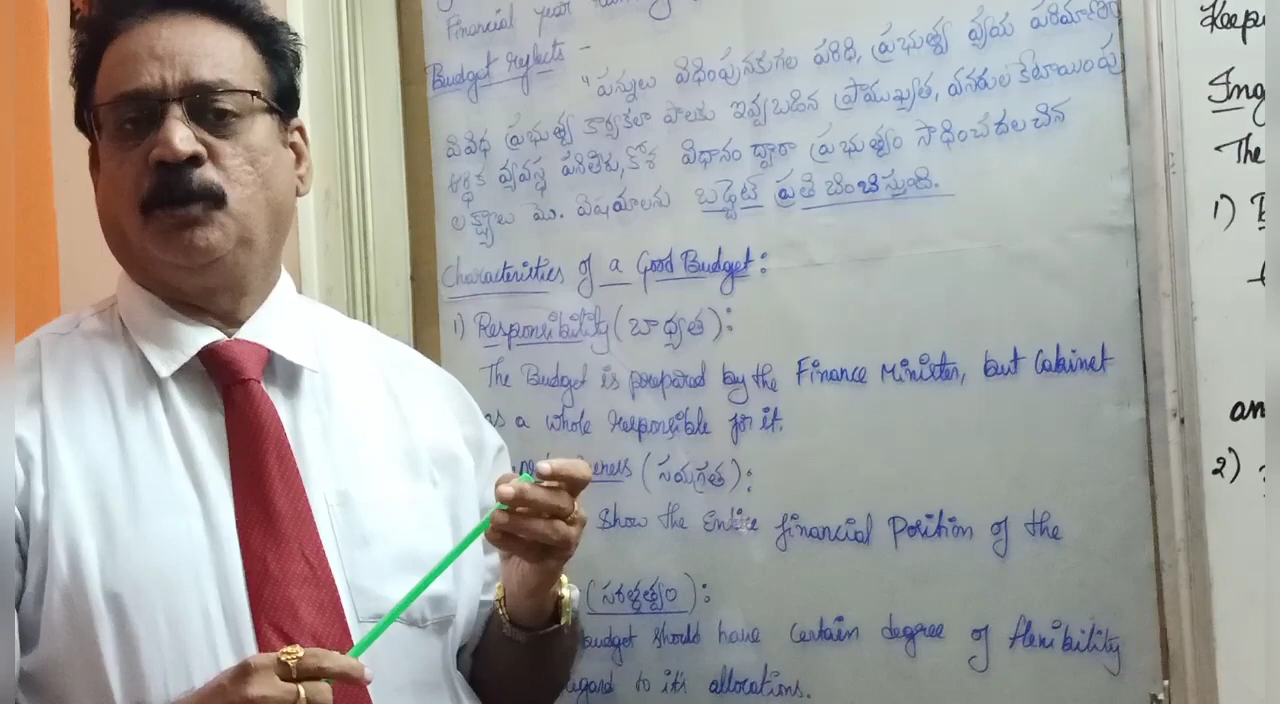 Financial year
Budget reflects -
"పన్నులు విధింపునకుగల పరిధి, ప్రభుత్వ వ్యయ పరిమాణం
వివిధ ప్రభుత్వ కార్యకలా పాలకు ఇవ్వబడిన ప్రాముఖ్యత, వనరుల కేటాయింపు
ఆర్థిక వ్యవస్థ పనితీరు, కోశ విధానం ద్వారా ప్రభుత్వం సాధించదలచిన
లక్ష్యాలు మొ. విషయాలను బడ్జెట్ ప్రతిబింబిస్తుంది.
Characteristics of a Good Budget:
1) Responsibility (బాధ్యత):
The Budget is prepared by the Finance Minister, but Cabinet
as a whole responsible for it.
(సమగ్రత):
Show the Entire financial Position of the
(సరళత్వం):
budget should have certain degree of flexibility
regard to it's allocations.
Keepi
Ing
The
1)
an
2)